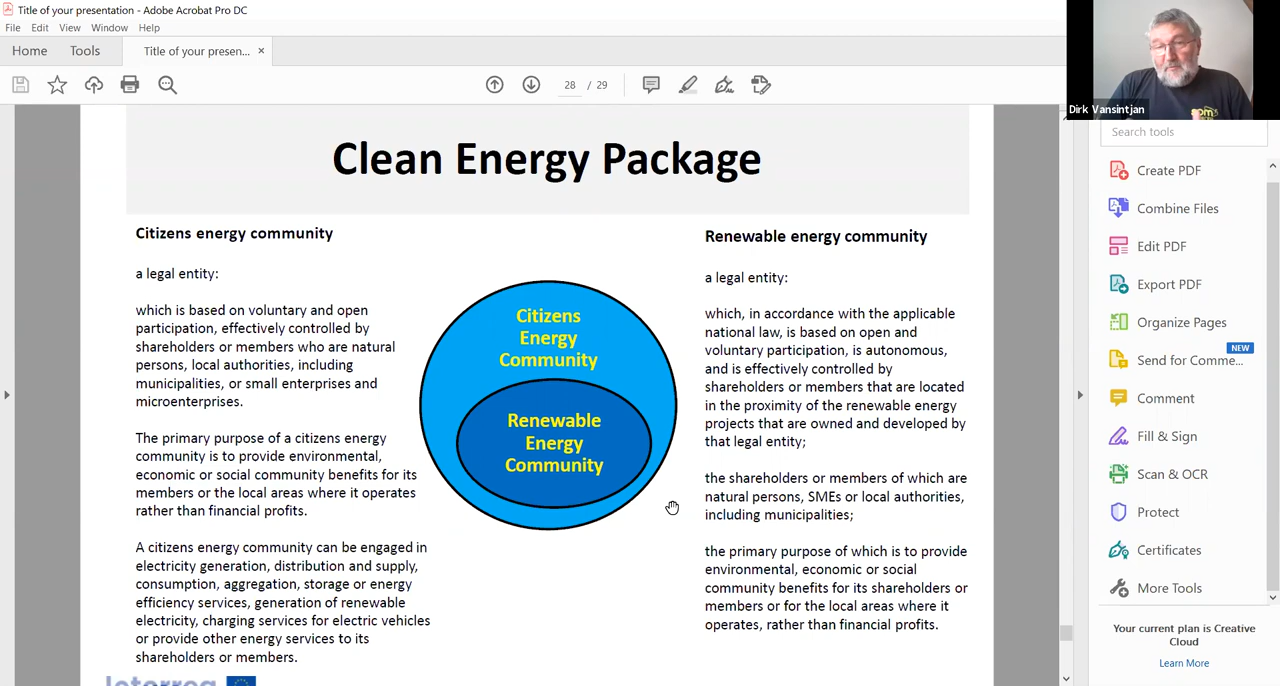 Title of your presentation - Adobe Acrobat Pro DC
File Edit View Window Help
Home Tools Title of your presen... ×
28 / 29
Dirk Vansintjan
som
Clean Energy Package
Citizens energy community
a legal entity:
which is based on voluntary and open
participation, effectively controlled by
shareholders or members who are natural
persons, local authorities, including
municipalities, or small enterprises and
microenterprises.
The primary purpose of a citizens energy
community is to provide environmental,
economic or social community benefits for its
members or the local areas where it operates
rather than financial profits.
A citizens energy community can be engaged in
electricity generation, distribution and supply,
consumption, aggregation, storage or energy
efficiency services, generation of renewable
electricity, charging services for electric vehicles
or provide other energy services to its
shareholders or members.
Interreg
Citizens
Energy
Community
Renewable
Energy
Community
Renewable energy community
a legal entity:
which, in accordance with the applicable
national law, is based on open and
voluntary participation, is autonomous,
and is effectively controlled by
shareholders or members that are located
in the proximity of the renewable energy
projects that are owned and developed by
that legal entity;
the shareholders or members of which are
natural persons, SMEs or local authorities,
including municipalities;
the primary purpose of which is to provide
environmental, economic or social
community benefits for its shareholders or
members or for the local areas where it
operates, rather than financial profits.
Search tools
Create PDF
Combine Files
Edit PDF
Export PDF
Organize Pages
NEW
Send for Comme...
Comment
Fill & Sign
Scan & OCR
Protect
Certificates
More Tools
Your current plan is Creative
Cloud
Learn More